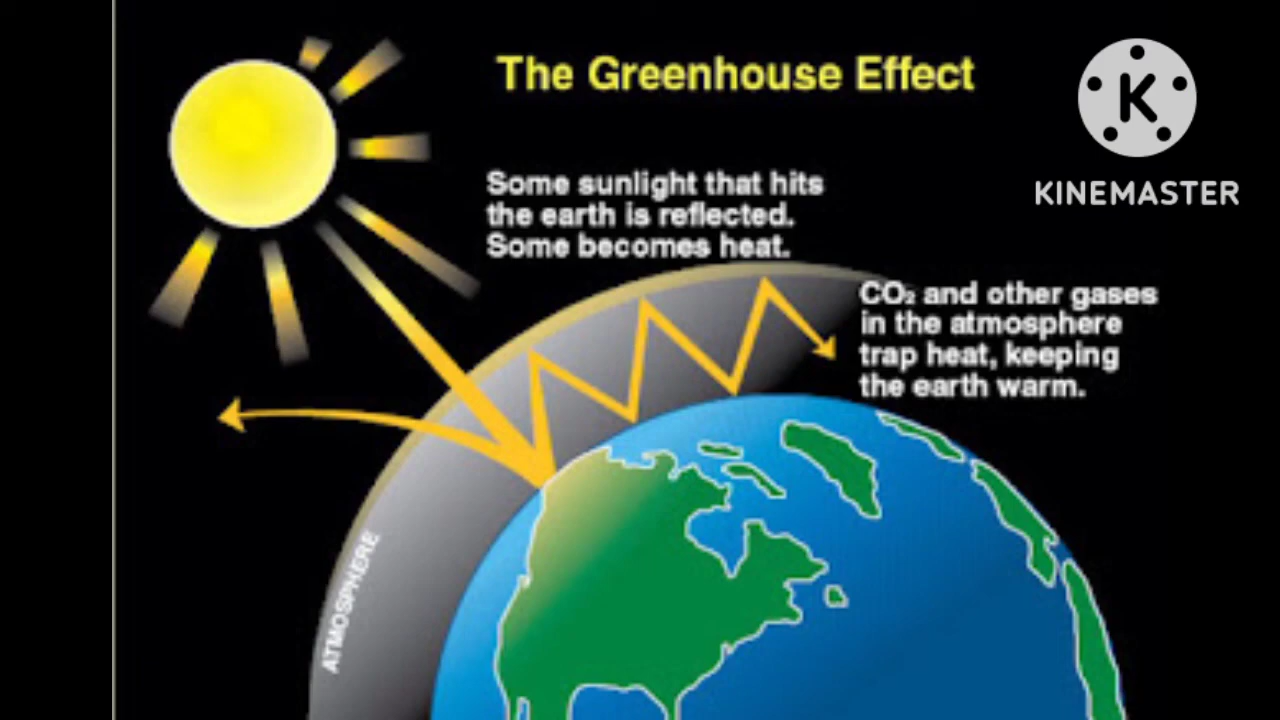 The Greenhouse Effect
K
KINEMASTER
Some sunlight that hits
the earth is reflected.
Some becomes heat.
CO₂ and other gases
in the atmosphere
trap heat, keeping
the earth warm.
ATMOSPHERE